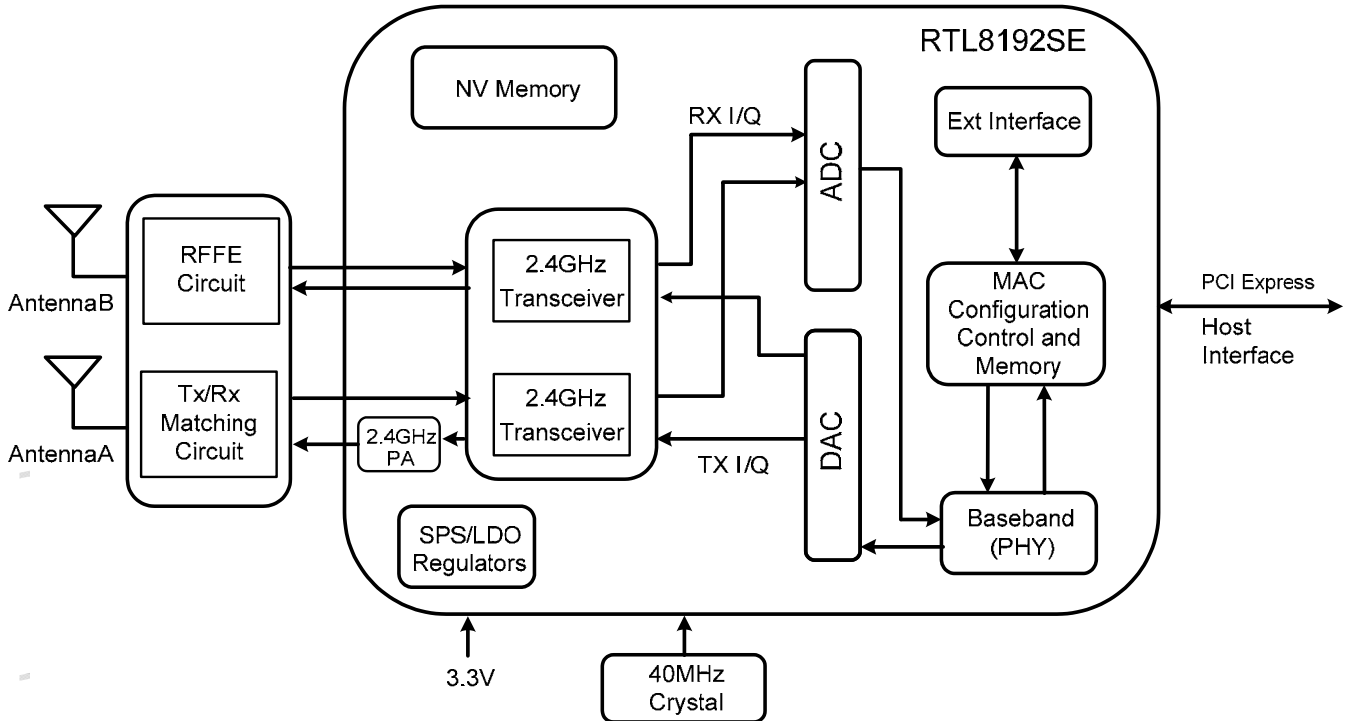 RTL8192SE
NV Memory
RX I/Q
ADC
Ext Interface
RFFE
Circuit
2.4GHz
Transceiver
MAC
Configuration
Control and
Memory
PCI Express
Host
Interface
AntennaB
Tx/Rx
Matching
Circuit
2.4GHz
Transceiver
2.4GHz
PA
AntennaA
TX I/Q
DAC
SPS/LDO
Regulators
Baseband
(PHY)
3.3V
40MHz
Crystal